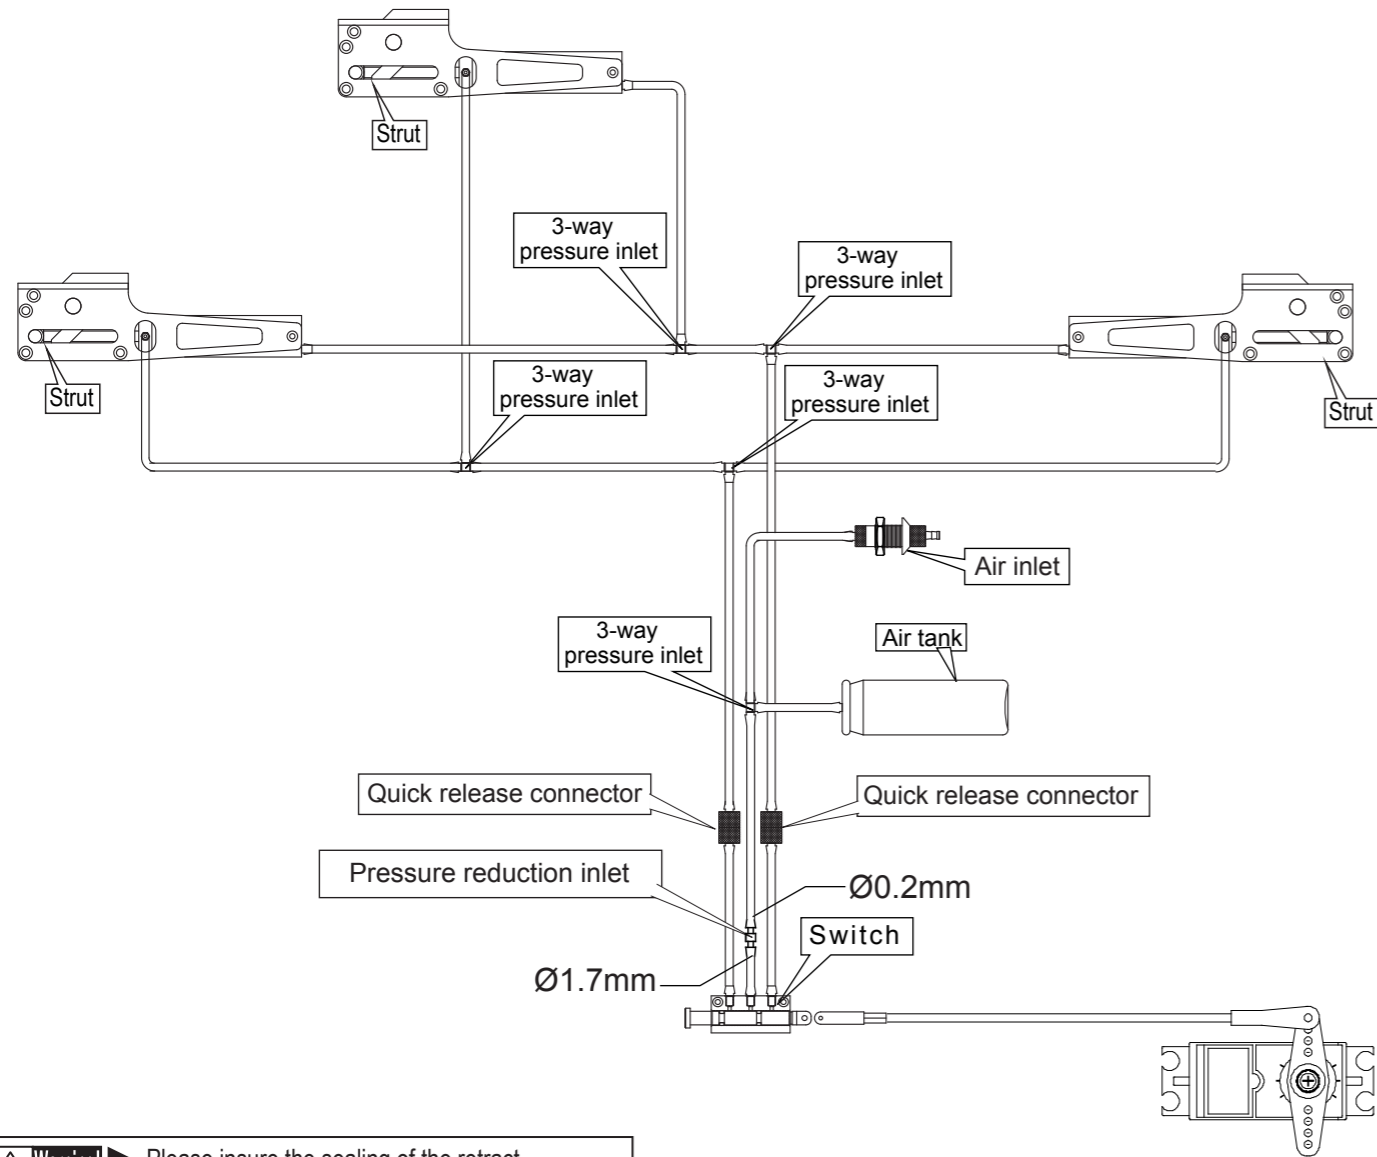 Strut
3-way
pressure inlet
3-way
pressure inlet
Strut
3-way
pressure inlet
3-way
pressure inlet
Strut
Air inlet
3-way
pressure inlet
Air tank
Quick release connector
Quick release connector
Pressure reduction inlet
Ø0.2mm
Switch
Ø1.7mm
Please insure the sealing of the retract